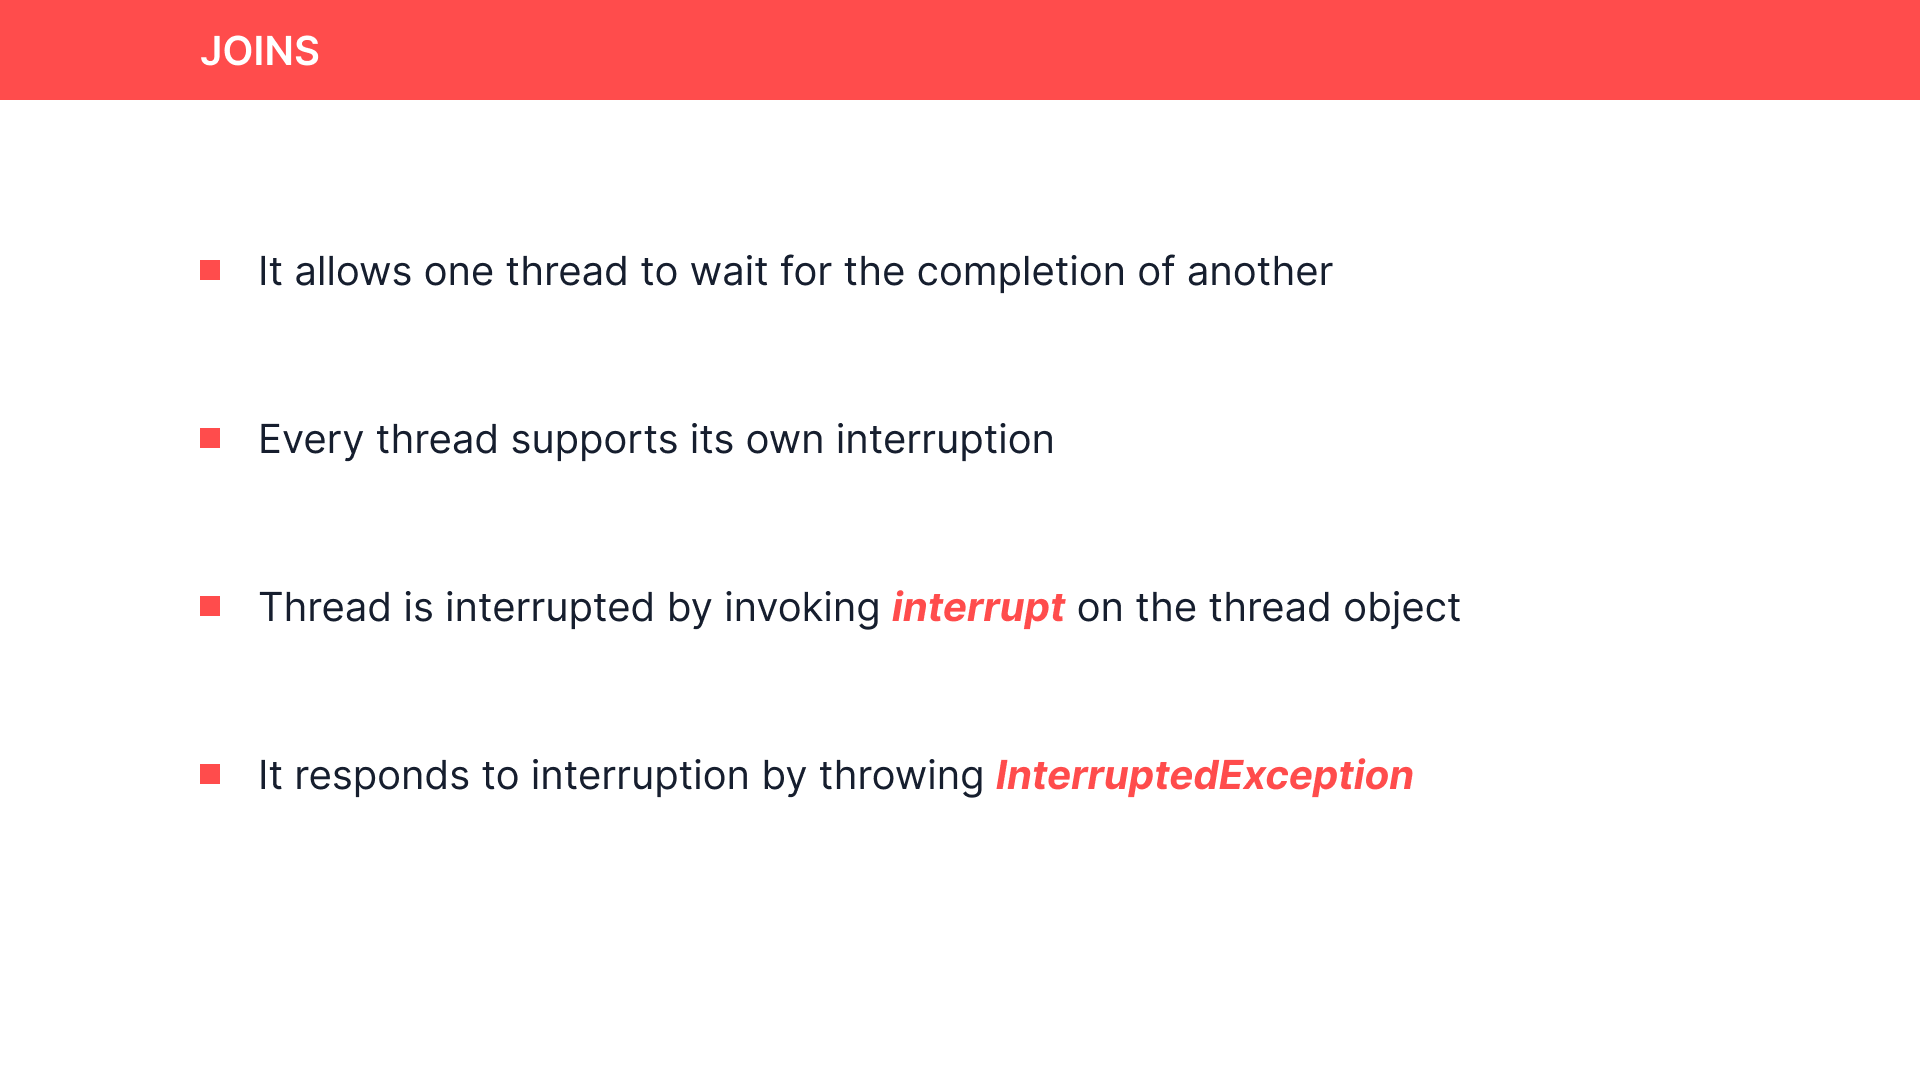 JOINS
It allows one thread to wait for the completion of another
Every thread supports its own interruption
Thread is interrupted by invoking interrupt on the thread object
It responds to interruption by throwing InterruptedException